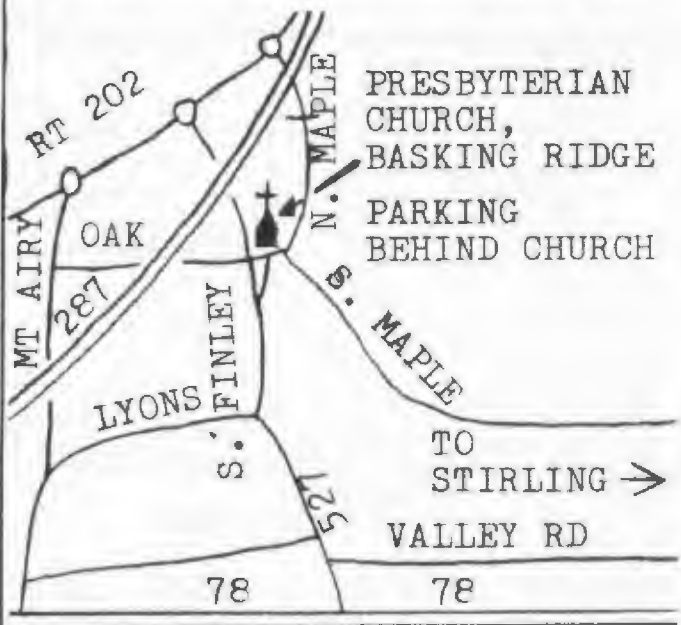 RT 202
N. MAPLE
PRESBYTERIAN
CHURCH,
BASKING RIDGE
PARKING
BEHIND CHURCH
OAK
MT AIRY
287
S. MAPLE
S. FINLEY
LYONS
TO
STIRLING
527
VALLEY RD
78
78